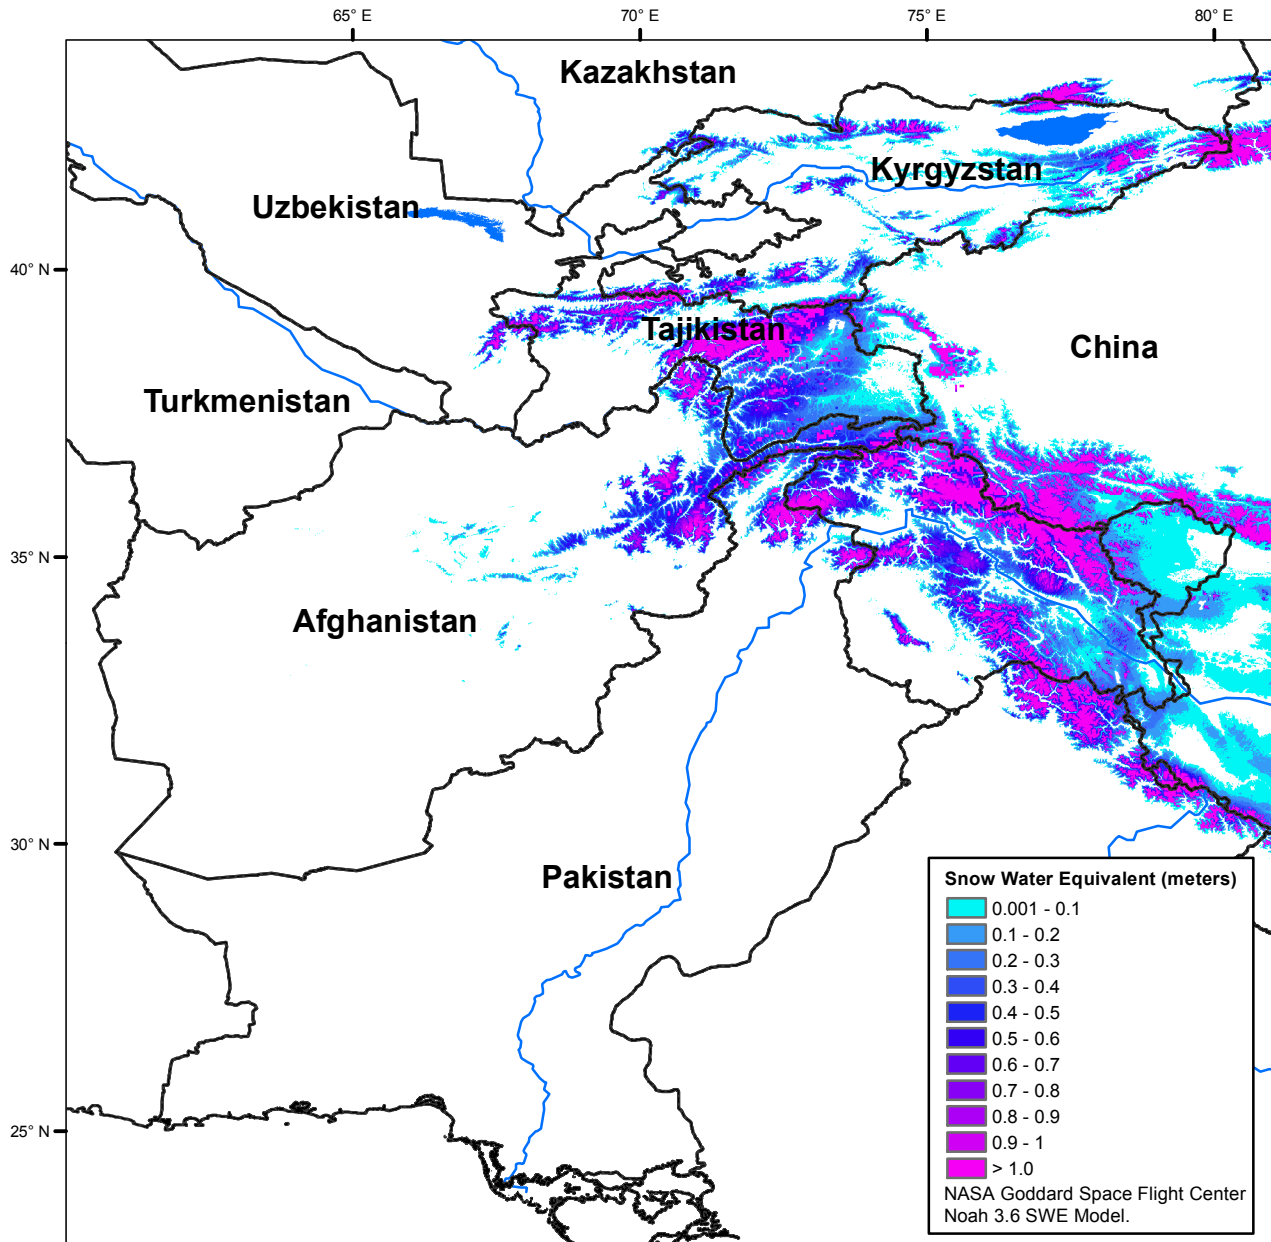 65° E
70° E
75° E
80° E
Kazakhstan
Kyrgyzstan
Uzbekistan
40° N
Tajikistan
China
Turkmenistan
35° N
Afghanistan
30° N
Pakistan
25° N
Snow Water Equivalent (meters)
0.001 - 0.1
0.1 - 0.2
0.2 - 0.3
0.3 - 0.4
0.4 - 0.5
0.5 - 0.6
0.6 - 0.7
0.7 - 0.8
0.8 - 0.9
0.9 - 1
> 1.0
NASA Goddard Space Flight Center
Noah 3.6 SWE Model.